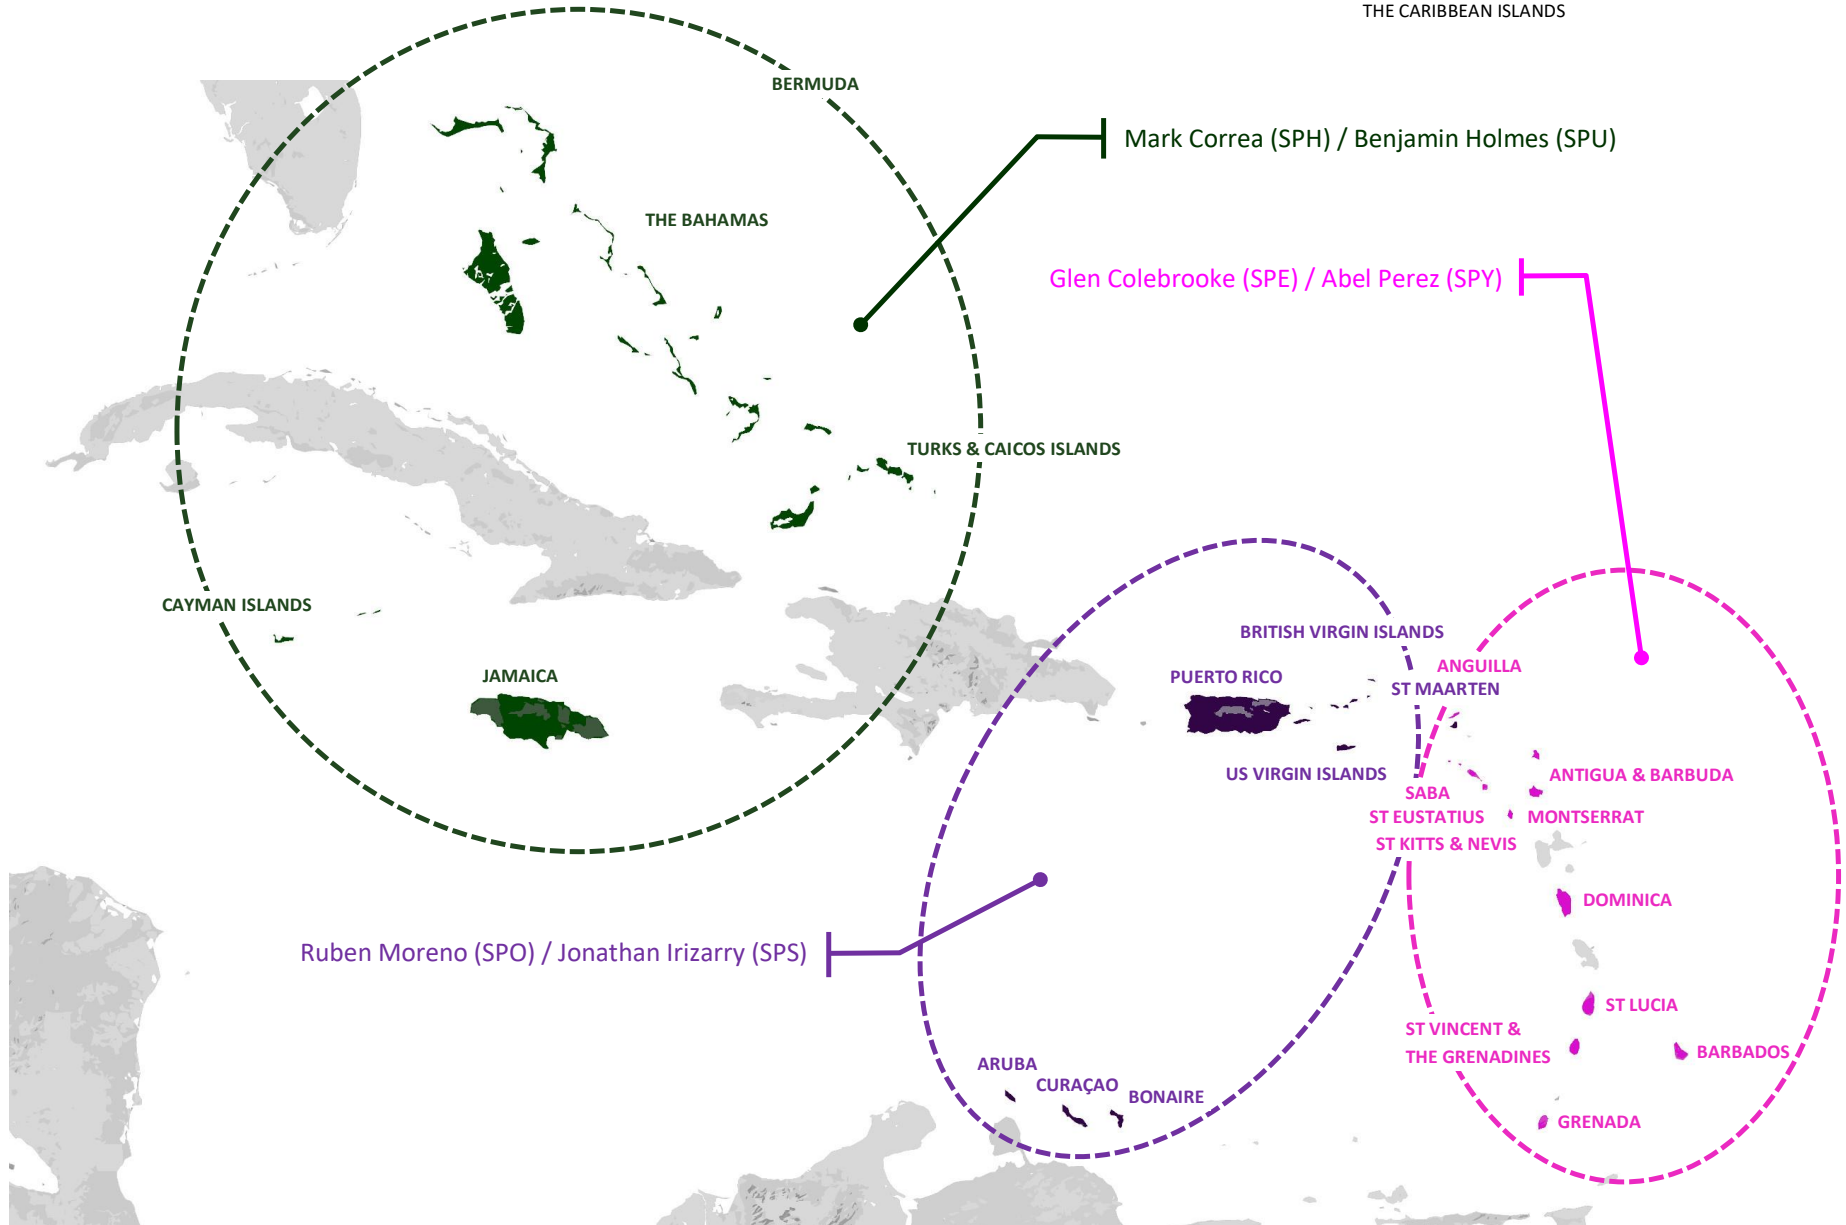 THE CARIBBEAN ISLANDS
BERMUDA
Mark Correa (SPH) / Benjamin Holmes (SPU)
THE BAHAMAS
Glen Colebrooke (SPE) / Abel Perez (SPY)
TURKS & CAICOS ISLANDS
CAYMAN ISLANDS
JAMAICA
BRITISH VIRGIN ISLANDS
ANGUILLA
PUERTO RICO
ST MAARTEN
US VIRGIN ISLANDS
ANTIGUA & BARBUDA
SABA
ST EUSTATIUS
MONTSERRAT
ST KITTS & NEVIS
DOMINICA
Ruben Moreno (SPO) / Jonathan Irizarry (SPS)
ST LUCIA
ST VINCENT &
THE GRENADINES
BARBADOS
ARUBA
CURAÇAO
BONAIRE
GRENADA